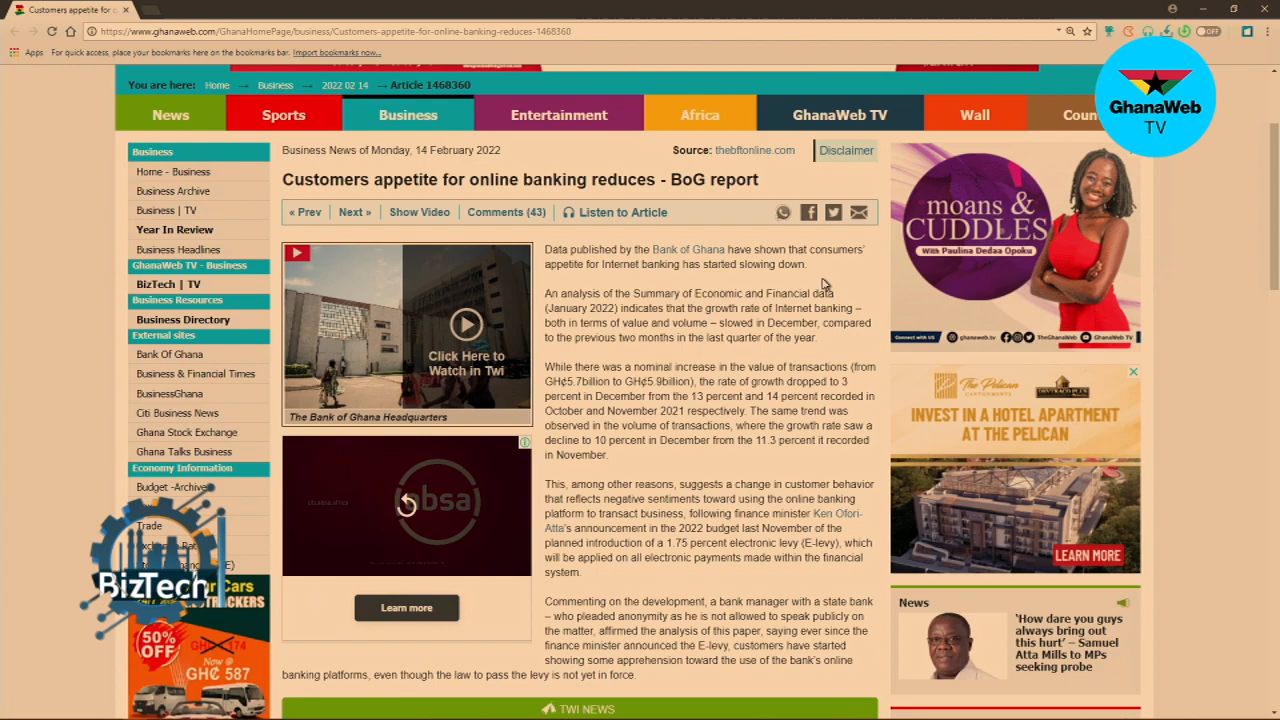 Customers appetite for o
https://www.ghanaweb.com/GhanaHomePage/business/Customers-appetite-for-online-banking-reduces-1468360
OFF
Apps For quick access, place your bookmarks here on the bookmarks bar. Import bookmarks now...
You are here: Home → Business → 2022 02 14 → Article 1468360
GhanaWeb
TV
News Sports Business Entertainment Africa GhanaWeb TV Wall Coun
Business
Home - Business
Business Archive
Business | TV
Year In Review
Business Headlines
GhanaWeb TV - Business
BizTech | TV
Business Resources
Business Directory
External sites
Bank Of Ghana
Business & Financial Times
BusinessGhana
Citi Business News
Ghana Stock Exchange
Ghana Talks Business
Economy Information
Budget -Archive
Trade
E)
BizTech
Cars
TRACKERS
50%
OFF
GH₵ 174
Now @
GH₵ 587
Business News of Monday, 14 February 2022
Source: thebftonline.com
Disclaimer
Customers appetite for online banking reduces - BoG report
« Prev Next » Show Video Comments (43) Listen to Article
Click Here to
Watch in Twi
The Bank of Ghana Headquarters
absa
Learn more
Data published by the Bank of Ghana have shown that consumers'
appetite for Internet banking has started slowing down.
An analysis of the Summary of Economic and Financial data
(January 2022) indicates that the growth rate of Internet banking –
both in terms of value and volume – slowed in December, compared
to the previous two months in the last quarter of the year.
While there was a nominal increase in the value of transactions (from
GH¢5.7billion to GH¢5.9billion), the rate of growth dropped to 3
percent in December from the 13 percent and 14 percent recorded in
October and November 2021 respectively. The same trend was
observed in the volume of transactions, where the growth rate saw a
decline to 10 percent in December from the 11.3 percent it recorded
in November.
This, among other reasons, suggests a change in customer behavior
that reflects negative sentiments toward using the online banking
platform to transact business, following finance minister Ken Ofori-
Atta's announcement in the 2022 budget last November of the
planned introduction of a 1.75 percent electronic levy (E-levy), which
will be applied on all electronic payments made within the financial
system.
Commenting on the development, a bank manager with a state bank
– who pleaded anonymity as he is not allowed to speak publicly on
the matter, affirmed the analysis of this paper, saying ever since the
finance minister announced the E-levy, customers have started
showing some apprehension toward the use of the bank's online
banking platforms, even though the law to pass the levy is not yet in force.
TWI NEWS
moans &
CUDDLES
With Paulina Dedaa Opoku
Connect with US ghanaweb.tv TheGhanaWeb GhanaWeb TV
The Pelican
CANTONMENTS
DEVTRACO PLUS
INVEST IN A HOTEL APARTMENT
AT THE PELICAN
LEARN MORE
News
'How dare you guys
always bring out
this hurt' – Samuel
Atta Mills to MPs
seeking probe